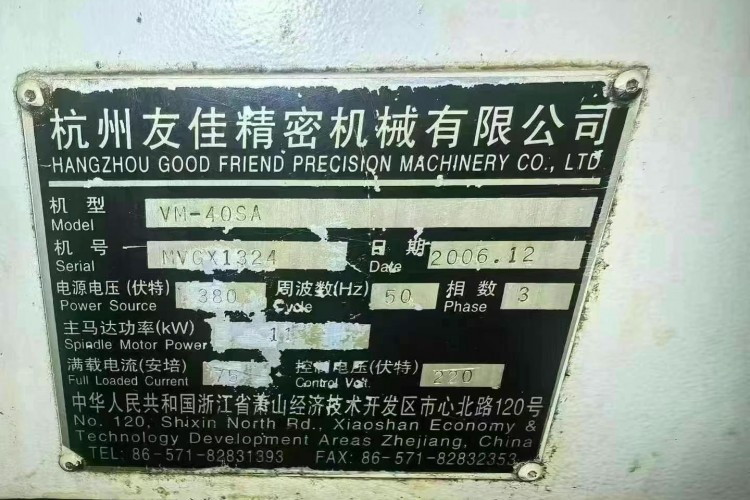 杭州友佳精密机械有限公司
HANGZHOU GOOD FRIEND PRECISION MACHINERY CO., LTD
机 型 VM-40SA
Model
机 号 MVGX1324 日 期 2006.12
Serial Date
电源电压(伏特) 380 周波数(Hz) 50 相 数 3
Power Source Cycle Phase
主马达功率(kW) 11
Spindle Motor Power
满载电流(安培) 75 控制电压(伏特) 220
Full Loaded Current Control Volt.
中华人民共和国浙江省萧山经济技术开发区市心北路120号
No. 120, Shixin North Rd., Xiaoshan Economy &
Technology Development Areas Zhejiang, China
TEL: 86-571-82831393 FAX: 86-571-82832353